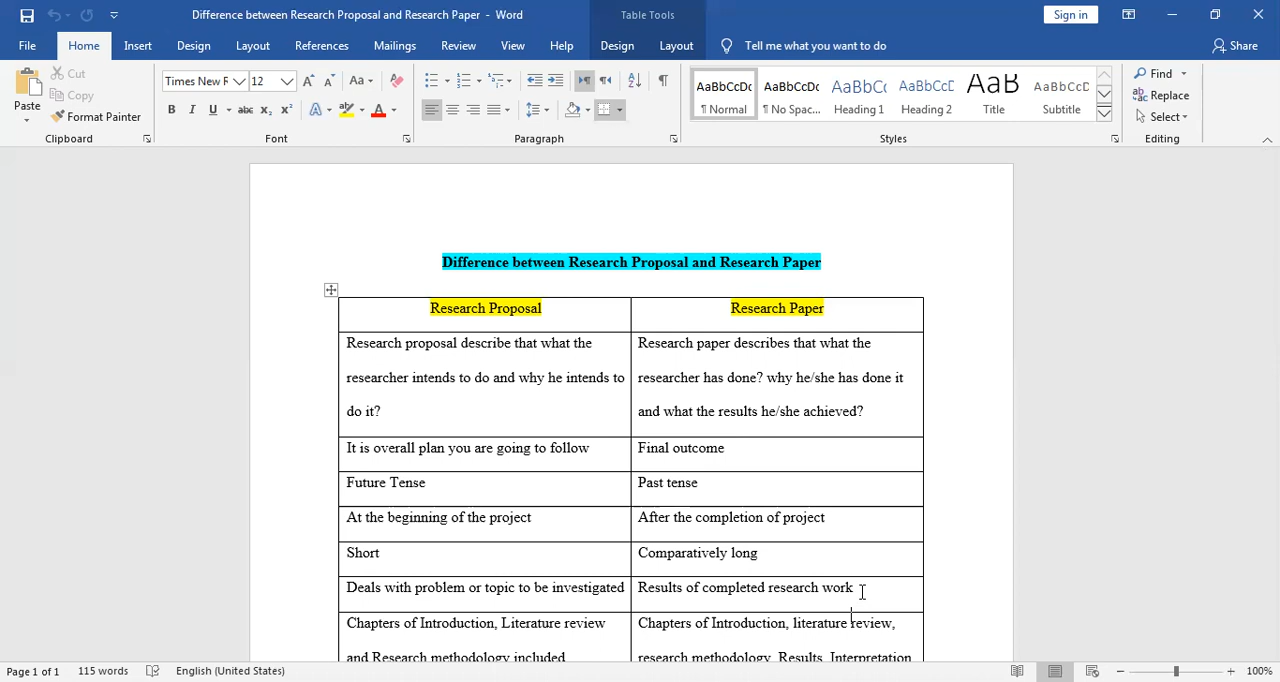 Difference between Research Proposal and Research Paper - Word
Table Tools
Sign in
File Home Insert Design Layout References Mailings Review View Help Design Layout Tell me what you want to do Share
Paste
Cut
Copy
Format Painter
Times New R 12
Aa
B I U abc x₂ x²
AaBbCcDc AaBbCcDc AaBbC AaBbCcD AaB AaBbCcD
¶ Normal ¶ No Spac... Heading 1 Heading 2 Title Subtitle
Find
Replace
Select
Clipboard Font Paragraph Styles Editing
Difference between Research Proposal and Research Paper
Research Proposal
Research Paper
Research proposal describe that what the
researcher intends to do and why he intends to
do it?
Research paper describes that what the
researcher has done? why he/she has done it
and what the results he/she achieved?
It is overall plan you are going to follow
Final outcome
Future Tense
Past tense
At the beginning of the project
After the completion of project
Short
Comparatively long
Deals with problem or topic to be investigated
Results of completed research work
Chapters of Introduction, Literature review
and Research methodology included
Chapters of Introduction, literature review,
research methodology, Results, Interpretation
Page 1 of 1 115 words English (United States) 100%